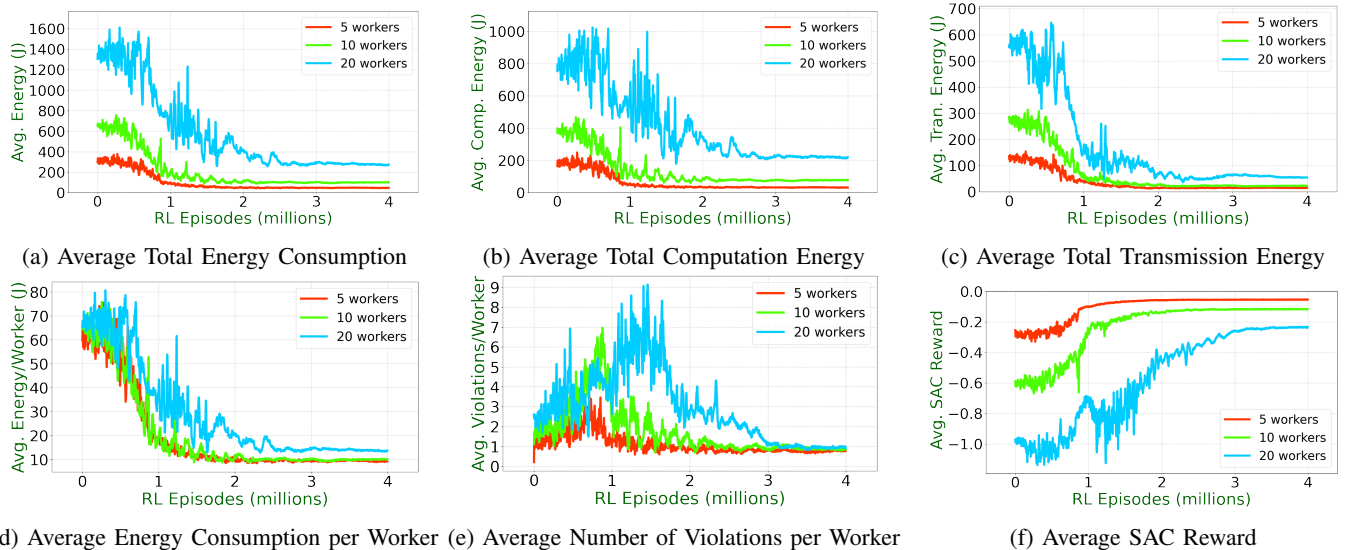 Avg. Energy (J)
1600
1400
1200
1000
800
600
400
200
0
0 1 2 3 4
RL Episodes (millions)
5 workers
10 workers
20 workers
(a) Average Total Energy Consumption
Avg. Comp. Energy (J)
1000
800
600
400
200
0
0 1 2 3 4
RL Episodes (millions)
5 workers
10 workers
20 workers
(b) Average Total Computation Energy
Avg. Tran. Energy (J)
700
600
500
400
300
200
100
0
0 1 2 3 4
RL Episodes (millions)
5 workers
10 workers
20 workers
(c) Average Total Transmission Energy
Avg. Energy/Worker (J)
80
70
60
50
40
30
20
10
0 1 2 3 4
RL Episodes (millions)
5 workers
10 workers
20 workers
d) Average Energy Consumption per Worker
Avg. Violations/Worker
9
8
7
6
5
4
3
2
1
0
0 1 2 3 4
RL Episodes (millions)
5 workers
10 workers
20 workers
(e) Average Number of Violations per Worker
Avg. SAC Reward
0.0
−0.2
−0.4
−0.6
−0.8
−1.0
0 1 2 3 4
RL Episodes (millions)
5 workers
10 workers
20 workers
(f) Average SAC Reward